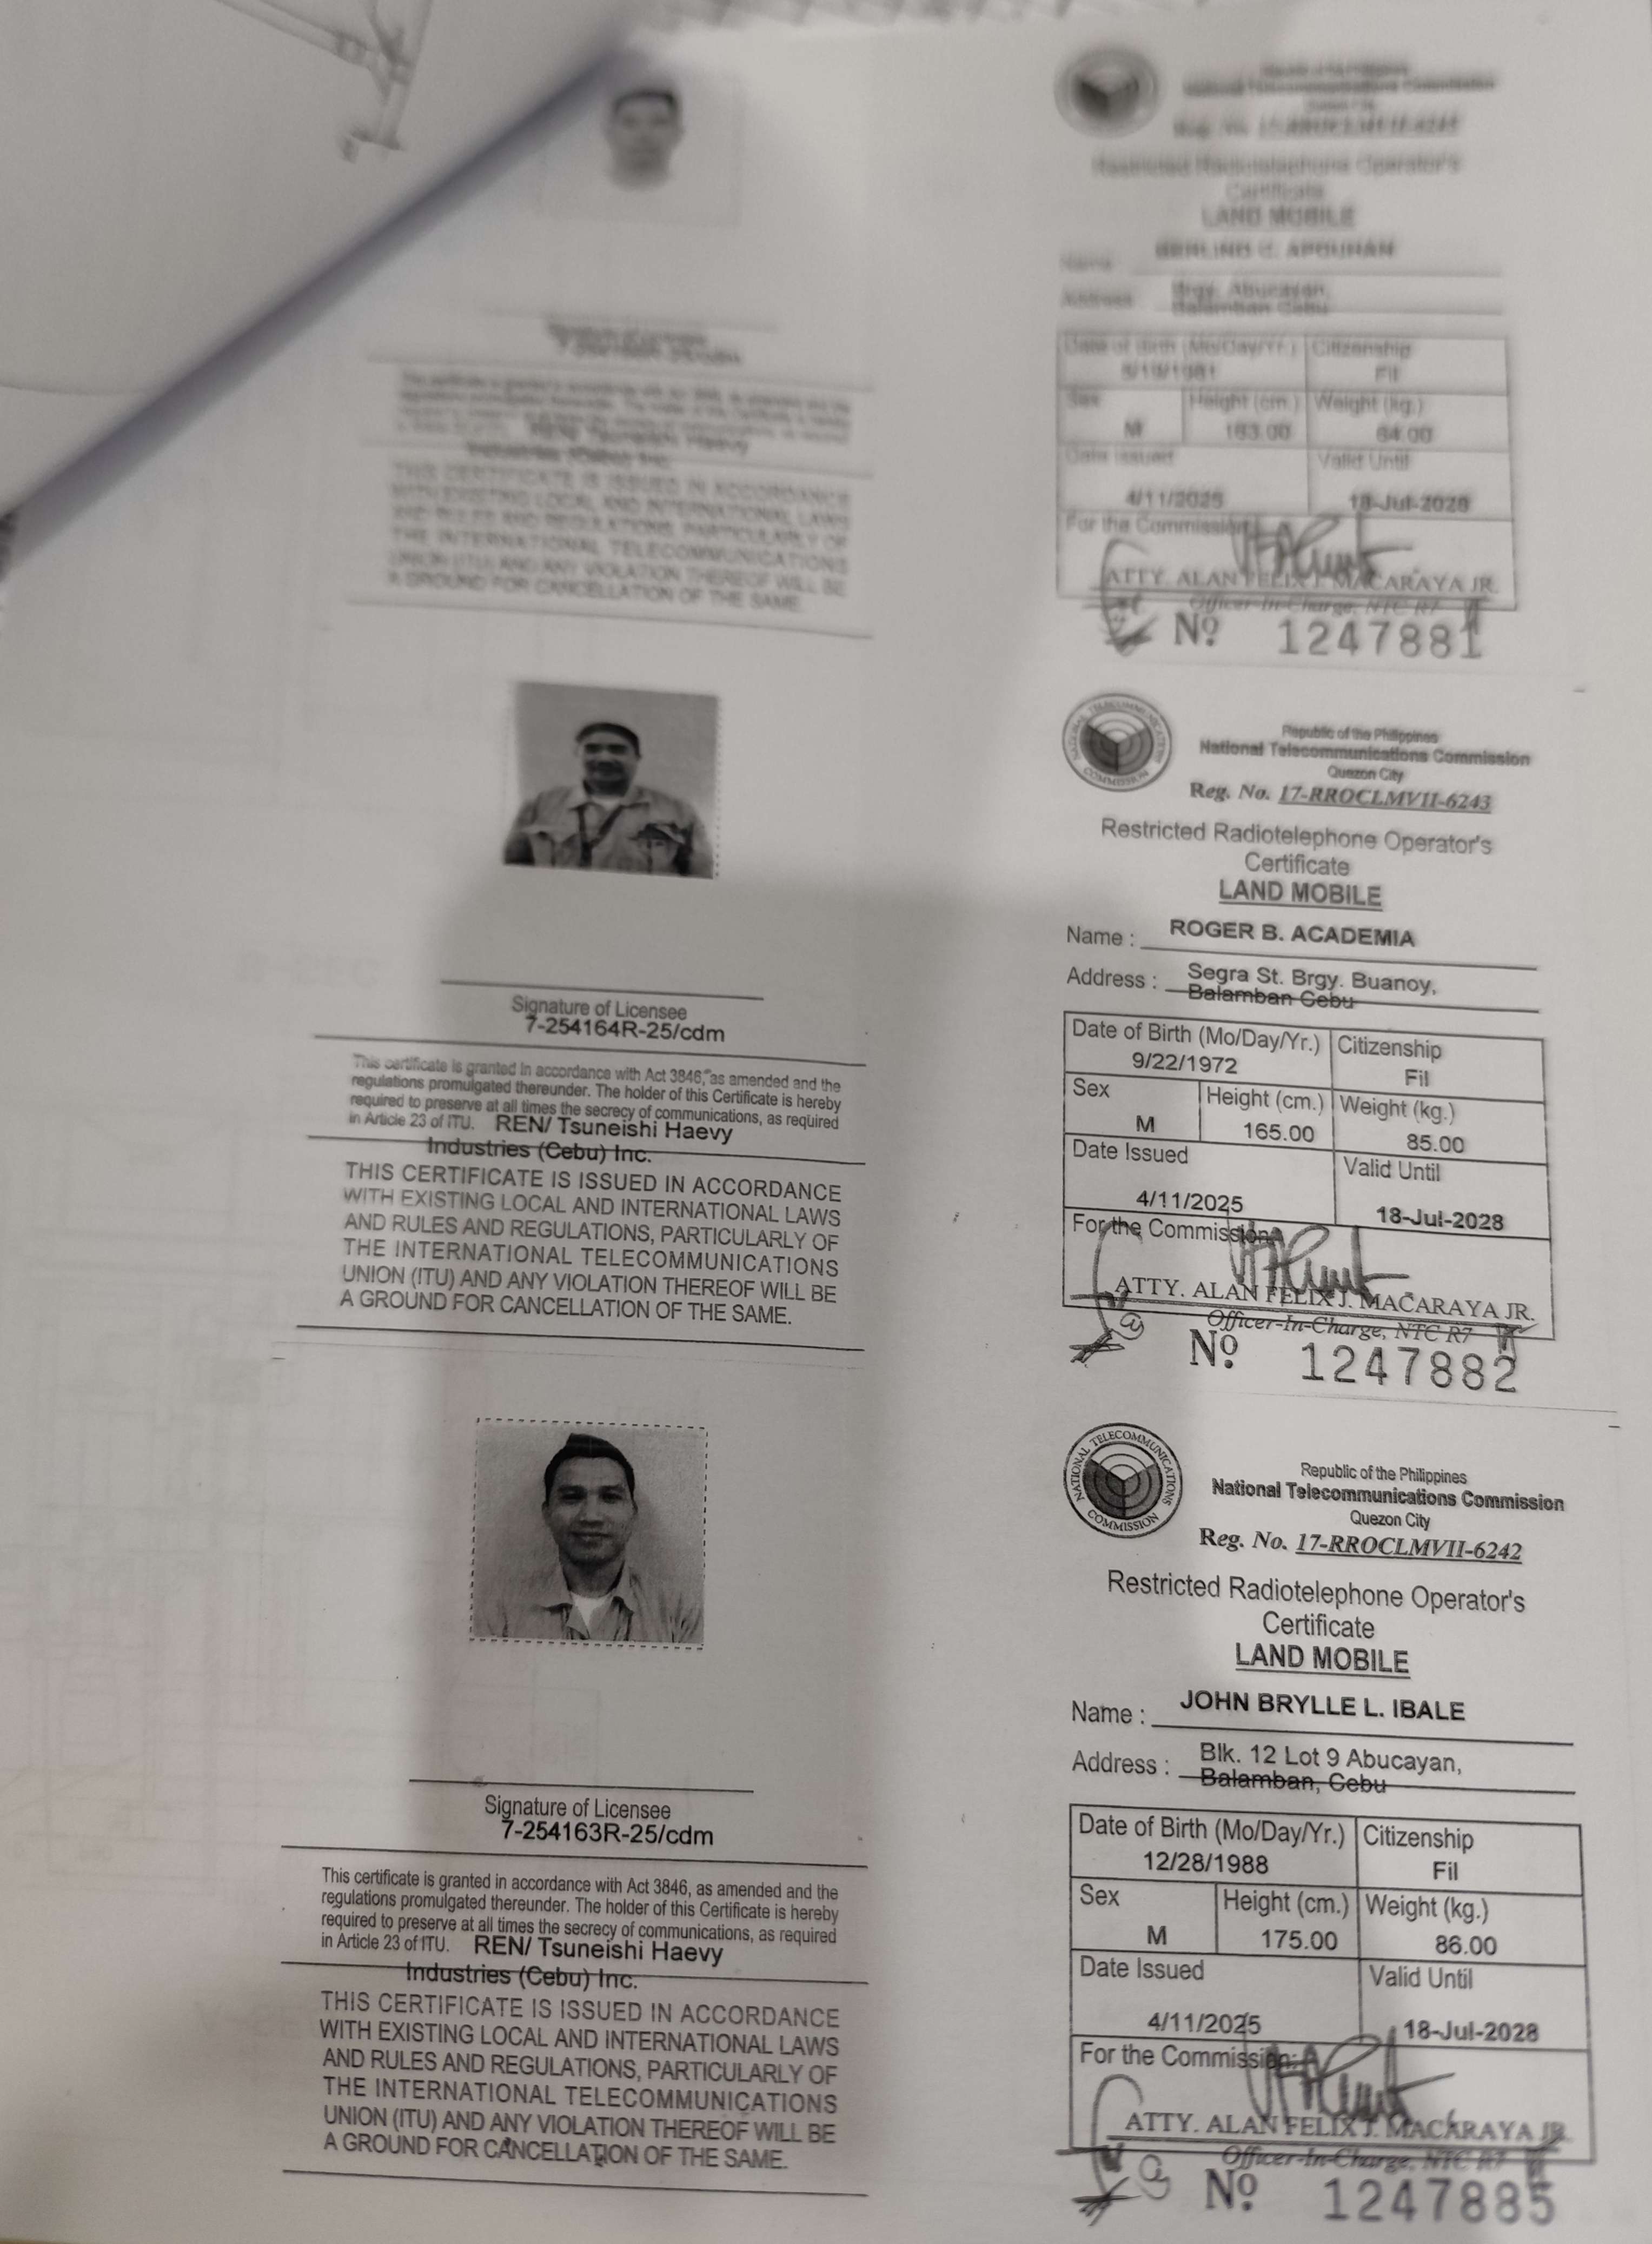 Reg. No. 17-RROCLMVII-6245
Restricted Radiotelephone Operator's
Certificate
LAND MOBILE
Name
C. APOUHAN
Address
Brgy. Abucayan,
Balamban Cebu
Date of Birth (Mo/Day/Yr.) Citizenship
Fil
Sex Height (cm.) Weight (kg.)
M 163.00
Date Issued Valid Until
4/11/2025 18-Jul-2028
For the Commission
ATTY. ALAN FELIX J. MACARAYA JR.
Officer-In-Charge, NTC R7
Nº 1247881
Signature of Licensee
Industries (Cebu) Inc.
THIS CERTIFICATE IS ISSUED IN ACCORDANCE
WITH EXISTING LOCAL AND INTERNATIONAL LAWS
AND RULES AND REGULATIONS, PARTICULARLY OF
THE INTERNATIONAL TELECOMMUNICATIONS
UNION (ITU) AND ANY VIOLATION THEREOF WILL BE
A GROUND FOR CANCELLATION OF THE SAME.
Signature of Licensee
7-254164R-25/cdm
This certificate is granted in accordance with Act 3846, as amended and the
regulations promulgated thereunder. The holder of this Certificate is hereby
required to preserve at all times the secrecy of communications, as required
in Article 23 of ITU. REN/ Tsuneishi Haevy
Industries (Cebu) Inc.
THIS CERTIFICATE IS ISSUED IN ACCORDANCE
WITH EXISTING LOCAL AND INTERNATIONAL LAWS
AND RULES AND REGULATIONS, PARTICULARLY OF
THE INTERNATIONAL TELECOMMUNICATIONS
UNION (ITU) AND ANY VIOLATION THEREOF WILL BE
A GROUND FOR CANCELLATION OF THE SAME.
NATIONAL TELECOMMUNICATIONS COMMISSION
Republic of the Philippines
National Telecommunications Commission
Quezon City
Reg. No. 17-RROCLMVII-6243
Restricted Radiotelephone Operator's
Certificate
LAND MOBILE
Name : ROGER B. ACADEMIA
Address : Segra St. Brgy. Buanoy,
Balamban Cebu
Date of Birth (Mo/Day/Yr.) Citizenship
9/22/1972 Fil
Sex Height (cm.) Weight (kg.)
M 165.00 85.00
Date Issued Valid Until
4/11/2025 18-Jul-2028
For the Commission
ATTY. ALAN FELIX J. MACARAYA JR.
Officer-In-Charge, NTC R7
Nº 1247882
Signature of Licensee
7-254163R-25/cdm
This certificate is granted in accordance with Act 3846, as amended and the
regulations promulgated thereunder. The holder of this Certificate is hereby
required to preserve at all times the secrecy of communications, as required
in Article 23 of ITU. REN/ Tsuneishi Haevy
Industries (Cebu) Inc.
THIS CERTIFICATE IS ISSUED IN ACCORDANCE
WITH EXISTING LOCAL AND INTERNATIONAL LAWS
AND RULES AND REGULATIONS, PARTICULARLY OF
THE INTERNATIONAL TELECOMMUNICATIONS
UNION (ITU) AND ANY VIOLATION THEREOF WILL BE
A GROUND FOR CANCELLATION OF THE SAME.
NATIONAL TELECOMMUNICATIONS COMMISSION
Republic of the Philippines
National Telecommunications Commission
Quezon City
Reg. No. 17-RROCLMVII-6242
Restricted Radiotelephone Operator's
Certificate
LAND MOBILE
Name : JOHN BRYLLE L. IBALE
Address : Blk. 12 Lot 9 Abucayan,
Balamban, Cebu
Date of Birth (Mo/Day/Yr.) Citizenship
12/28/1988 Fil
Sex Height (cm.) Weight (kg.)
M 175.00 86.00
Date Issued Valid Until
4/11/2025 18-Jul-2028
For the Commission:
ATTY. ALAN FELIX J. MACARAYA JR.
Officer-In-Charge, NTC R7
Nº 1247885